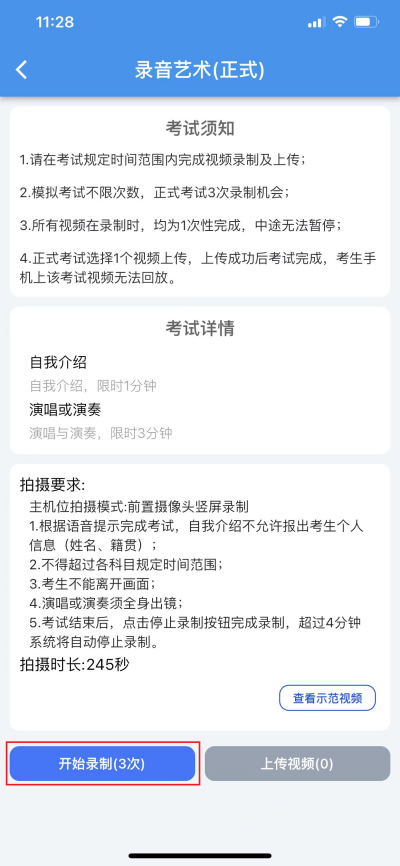 11:28
录音艺术(正式)
考试须知
1.请在考试规定时间范围内完成视频录制及上传；
2.模拟考试不限次数，正式考试3次录制机会；
3.所有视频在录制时，均为1次性完成，中途无法暂停；
4.正式考试选择1个视频上传，上传成功后考试完成，考生手
机上该考试视频无法回放。
考试详情
自我介绍
自我介绍，限时1分钟
演唱或演奏
演唱与演奏，限时3分钟
拍摄要求:
主机位拍摄模式:前置摄像头竖屏录制
1.根据语音提示完成考试，自我介绍不允许报出考生个人
信息（姓名、籍贯）；
2.不得超过各科目规定时间范围；
3.考生不能离开画面；
4.演唱或演奏须全身出镜；
5.考试结束后，点击停止录制按钮完成录制，超过4分钟
系统将自动停止录制。
拍摄时长:245秒
查看示范视频
开始录制(3次)
上传视频(0)